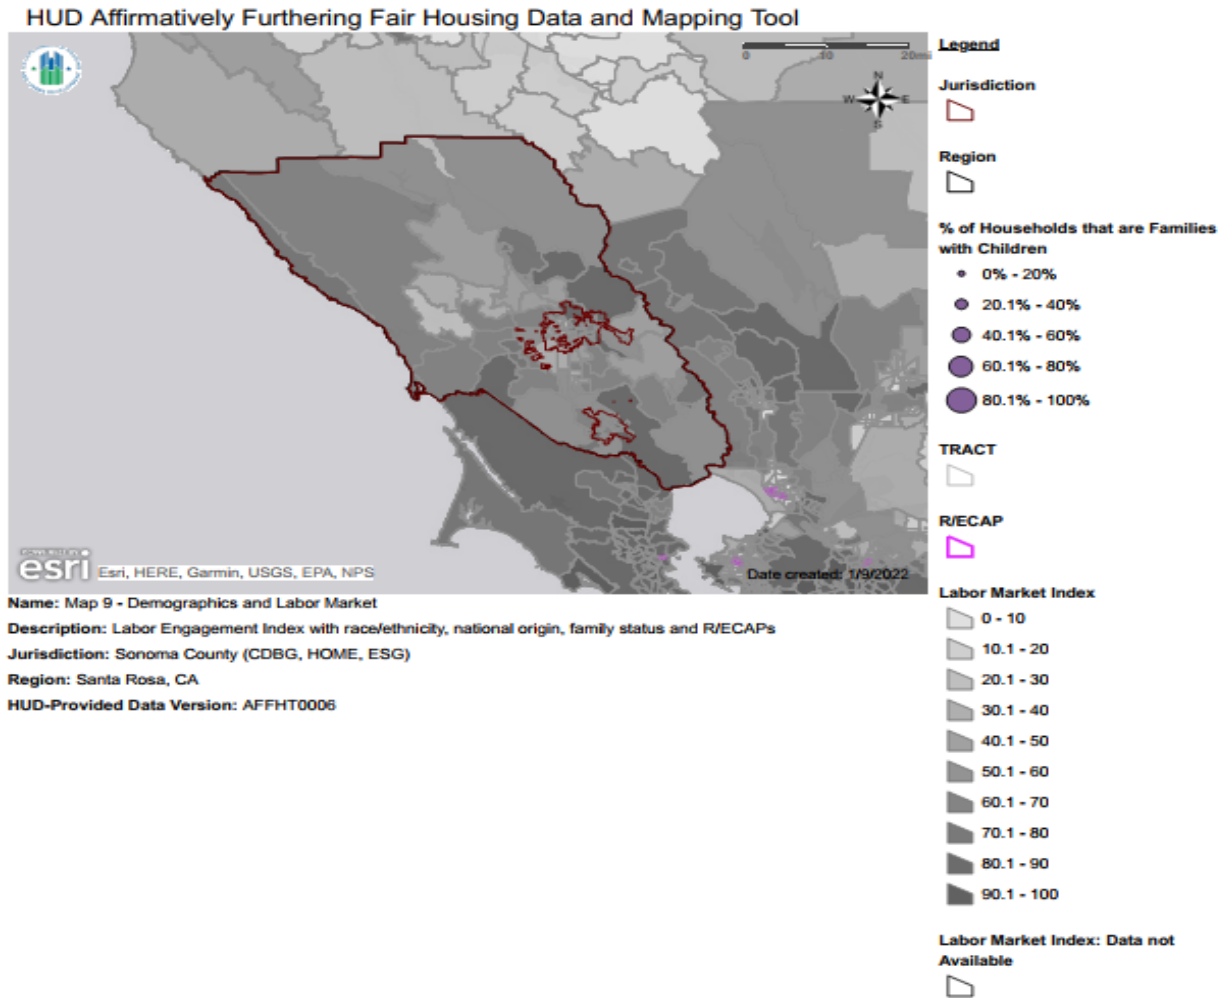 HUD Affirmatively Furthering Fair Housing Data and Mapping Tool
0 10 20mi
N
W E
S
esri Esri, HERE, Garmin, USGS, EPA, NPS
Date created: 1/9/2022
Name: Map 9 - Demographics and Labor Market
Description: Labor Engagement Index with race/ethnicity, national origin, family status and R/ECAPs
Jurisdiction: Sonoma County (CDBG, HOME, ESG)
Region: Santa Rosa, CA
HUD-Provided Data Version: AFFHT0006
Legend
Jurisdiction
Region
% of Households that are Families
with Children
0% - 20%
20.1% - 40%
40.1% - 60%
60.1% - 80%
80.1% - 100%
TRACT
R/ECAP
Labor Market Index
0 - 10
10.1 - 20
20.1 - 30
30.1 - 40
40.1 - 50
50.1 - 60
60.1 - 70
70.1 - 80
80.1 - 90
90.1 - 100
Labor Market Index: Data not
Available